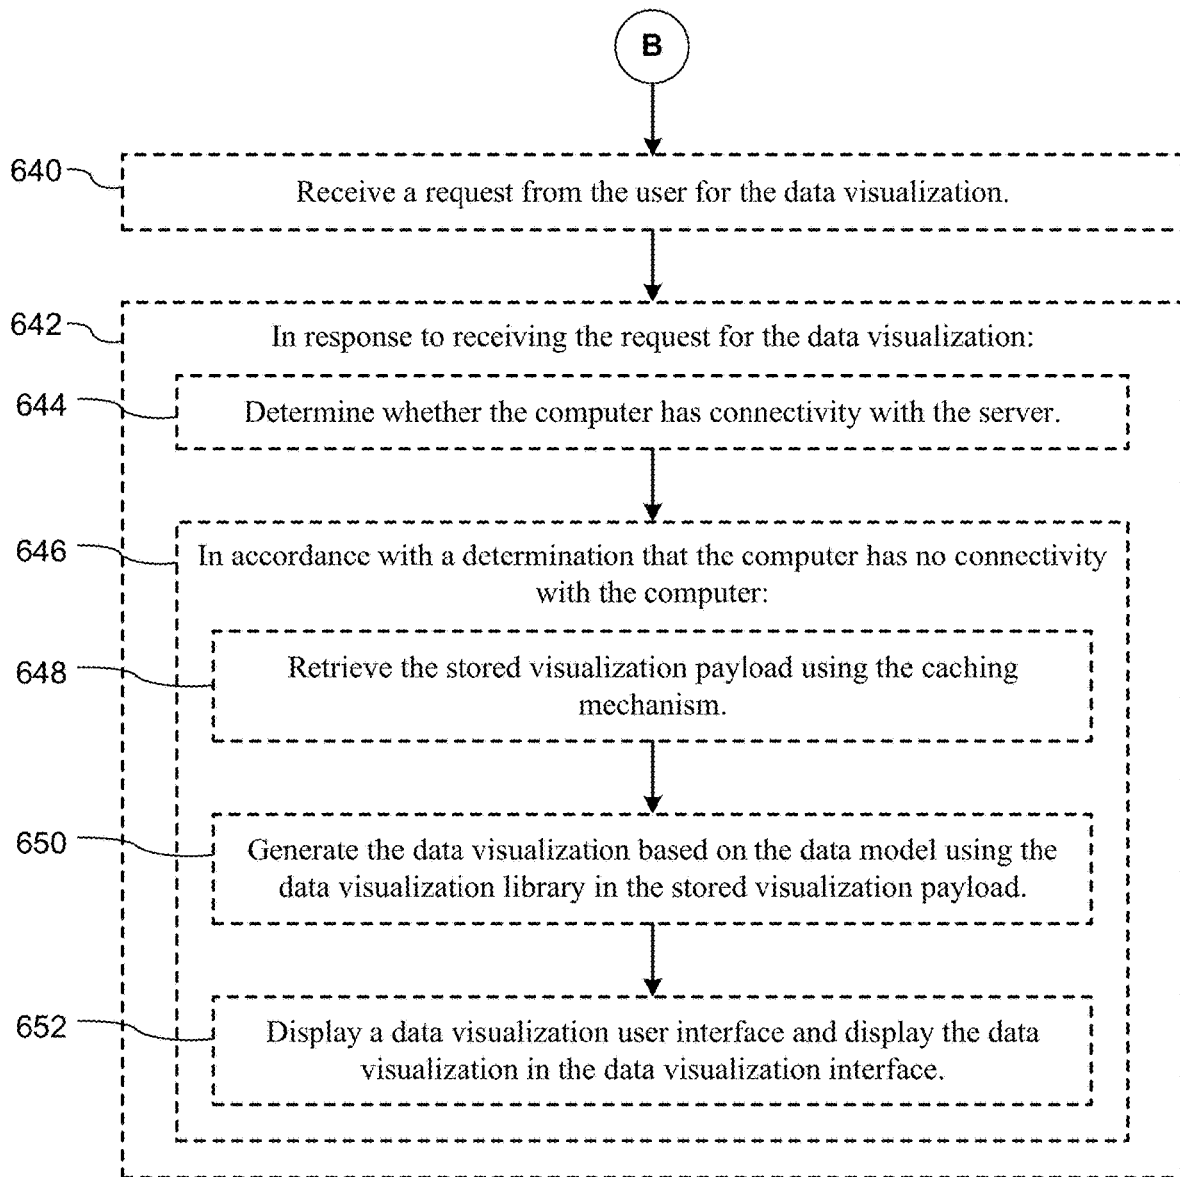 B
640
Receive a request from the user for the data visualization.
642
In response to receiving the request for the data visualization:
644
Determine whether the computer has connectivity with the server.
646
In accordance with a determination that the computer has no connectivity
with the computer:
648
Retrieve the stored visualization payload using the caching
mechanism.
650
Generate the data visualization based on the data model using the
data visualization library in the stored visualization payload.
652
Display a data visualization user interface and display the data
visualization in the data visualization interface.